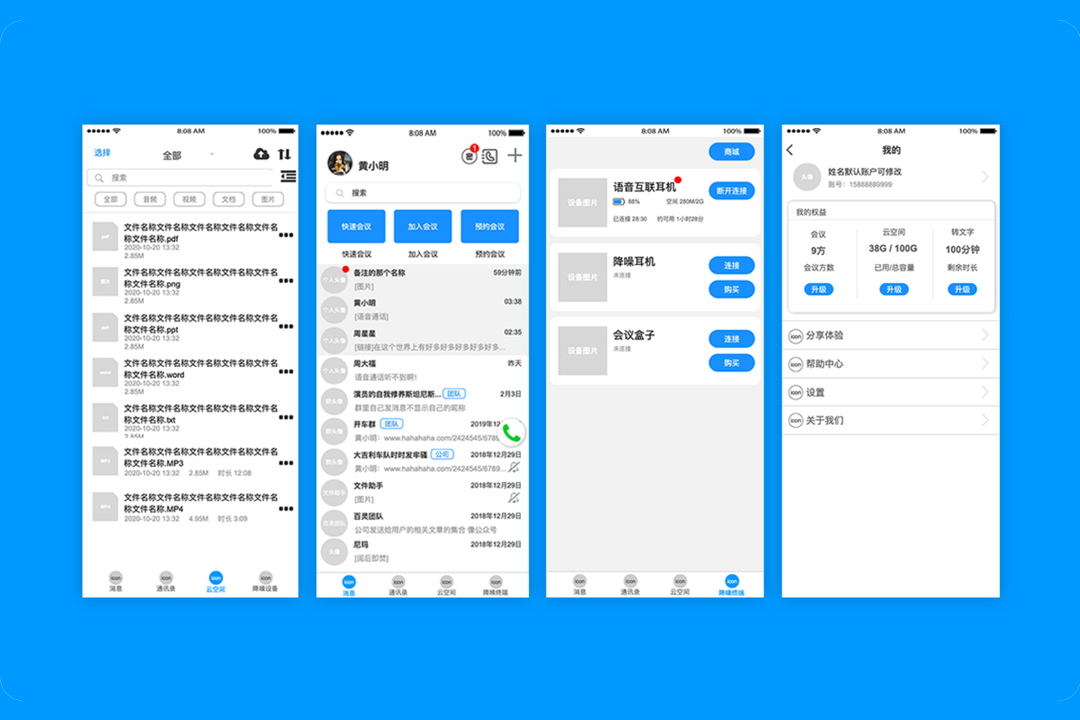 8:08 AM
100%
选择
全部
搜索
全部
音频
视频
文档
图片
pdf
文件名称文件名称文件名称文件名称文件名
称文件名称.pdf
2020-10-20 13:32
2.85M
图片
文件名称文件名称文件名称文件名称文件名
称文件名称.png
2020-10-20 13:32
2.85M
ppt
文件名称文件名称文件名称文件名称文件名
称文件名称.ppt
2020-10-20 13:32
2.85M
word
文件名称文件名称文件名称文件名称文件名
称文件名称.word
2020-10-20 13:32
2.85M
txt
文件名称文件名称文件名称文件名称文件名
称文件名称.txt
2020-10-20 13:32
2.85M
MP3
文件名称文件名称文件名称文件名称文件名
称文件名称.MP3
2020-10-20 13:32 2.85M 时长 12:08
MP4
文件名称文件名称文件名称文件名称文件名
称文件名称.MP4
2020-10-20 13:32 4.95M 时长 3:09
icon icon icon icon
消息 通讯录 云空间 降噪设备
8:08 AM
100%
黄小明
1
搜索
快速会议 加入会议 预约会议
快速会议 加入会议 预约会议
个人头像
备注的那个名称 59分钟前
[图片]
个人头像
黄小明 03:38
[语音通话]
个人头像
周星星 02:35
[链接]在这个世界上有好多好多好多好多好多...
个人头像
周大福 昨天
语音通话听不到啊!
群头像
演员的自我修养斯坦尼斯... 团队 2月3日
群里自己发消息不显示自己的昵称
群头像
开车群 团队 2019年12
黄小明：www.hahahaha.com/2424545/6789
群头像
大吉利车队时时发牢骚 公司 2018年12月29日
黄小明：www.hahahaha.com/2424545/6789...
文件助手
文件助手 2018年12月29日
[图片]
百灵团队
百灵团队 2018年12月29日
公司发送给用户的相关文章的集合 像公众号
头像
尼玛 2018年12月29日
[阅后即焚]
icon icon icon icon
消息 通讯录 云空间 降噪终端
8:08 AM
100%
商城
设备图片
语音互联耳机
88% 空间 280M/2G
已连接 28:30 约可用 1小时28分
断开连接
设备图片
降噪耳机
未连接
连接
购买
设备图片
会议盒子
未连接
连接
购买
icon icon icon icon
消息 通讯录 云空间 降噪终端
8:08 AM
100%
我的
头像
姓名默认账户可修改
账号：15888889999
我的权益
会议 云空间 转文字
9方 38G / 100G 100分钟
会议方数 已用/总容量 剩余时长
升级 升级 升级
icon 分享体验
icon 帮助中心
icon 设置
icon 关于我们